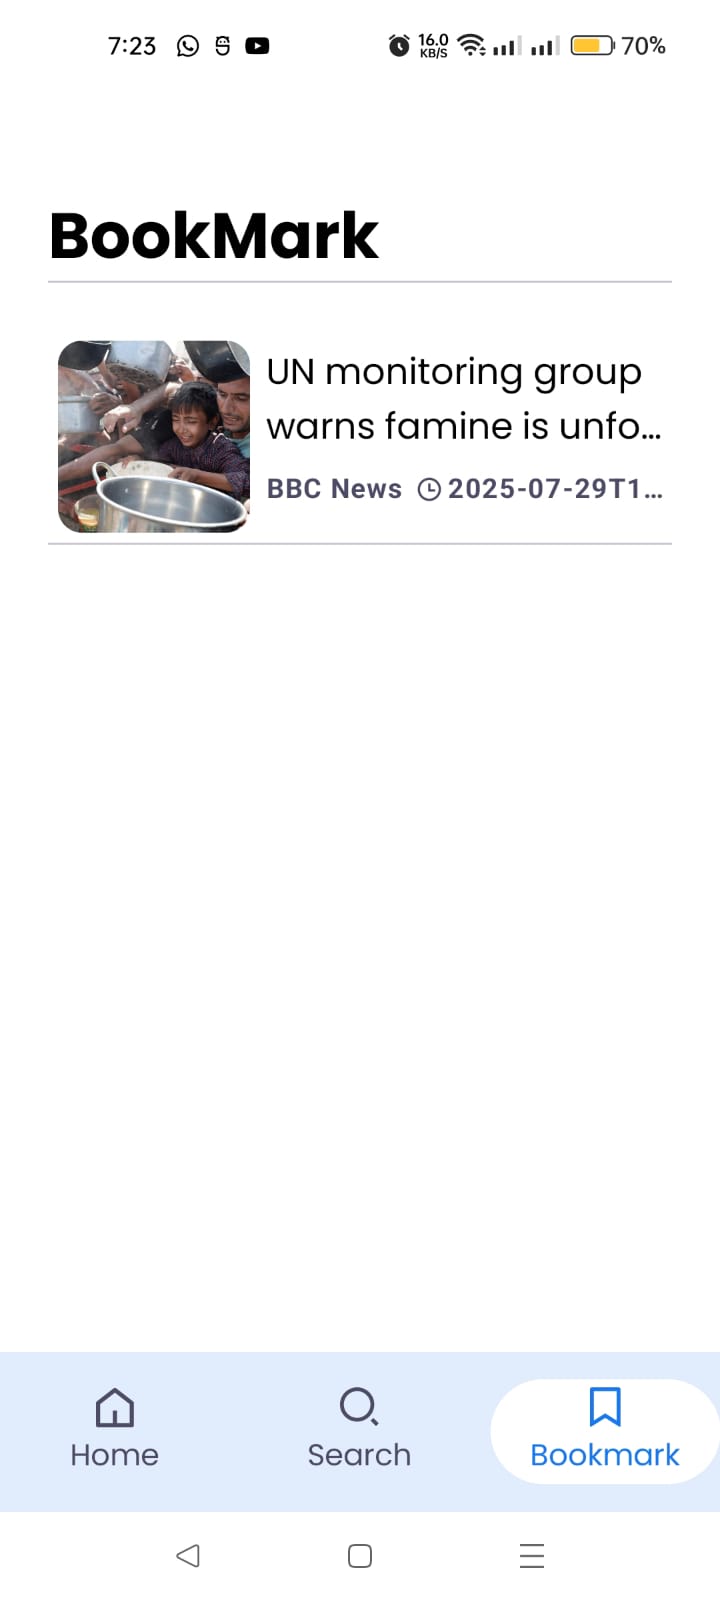 7:23 16.0 KB/S 70%
BookMark
UN monitoring group
warns famine is unfo...
BBC News 2025-07-29T1...
Home Search Bookmark